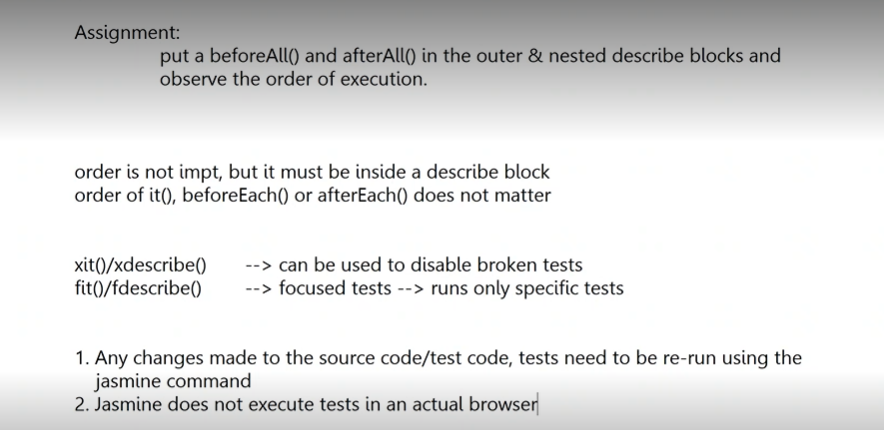 Assignment:
put a beforeAll() and afterAll() in the outer & nested describe blocks and
observe the order of execution.
order is not impt, but it must be inside a describe block
order of it(), beforeEach() or afterEach() does not matter
xit()/xdescribe() --> can be used to disable broken tests
fit()/fdescribe() --> focused tests --> runs only specific tests
1. Any changes made to the source code/test code, tests need to be re-run using the
jasmine command
2. Jasmine does not execute tests in an actual browser